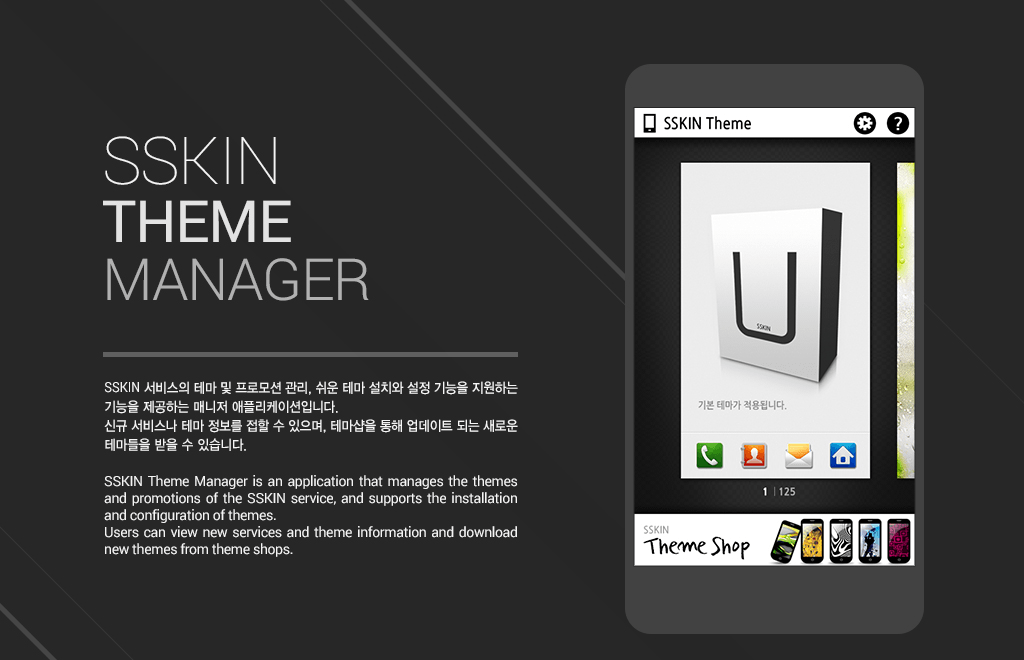 SSKIN
THEME
MANAGER
SSKIN 서비스의 테마 및 프로모션 관리, 쉬운 테마 설치와 설정 기능을 지원하는
기능을 제공하는 매니저 애플리케이션입니다.
신규 서비스나 테마 정보를 접할 수 있으며, 테마샵을 통해 업데이트 되는 새로운
테마들을 받을 수 있습니다.
SSKIN Theme Manager is an application that manages the themes
and promotions of the SSKIN service, and supports the installation
and configuration of themes.
Users can view new services and theme information and download
new themes from theme shops.
SSKIN Theme
?
U
SSKIN
기본 테마가 적용됩니다.
1 | 125
SSKIN
Theme Shop